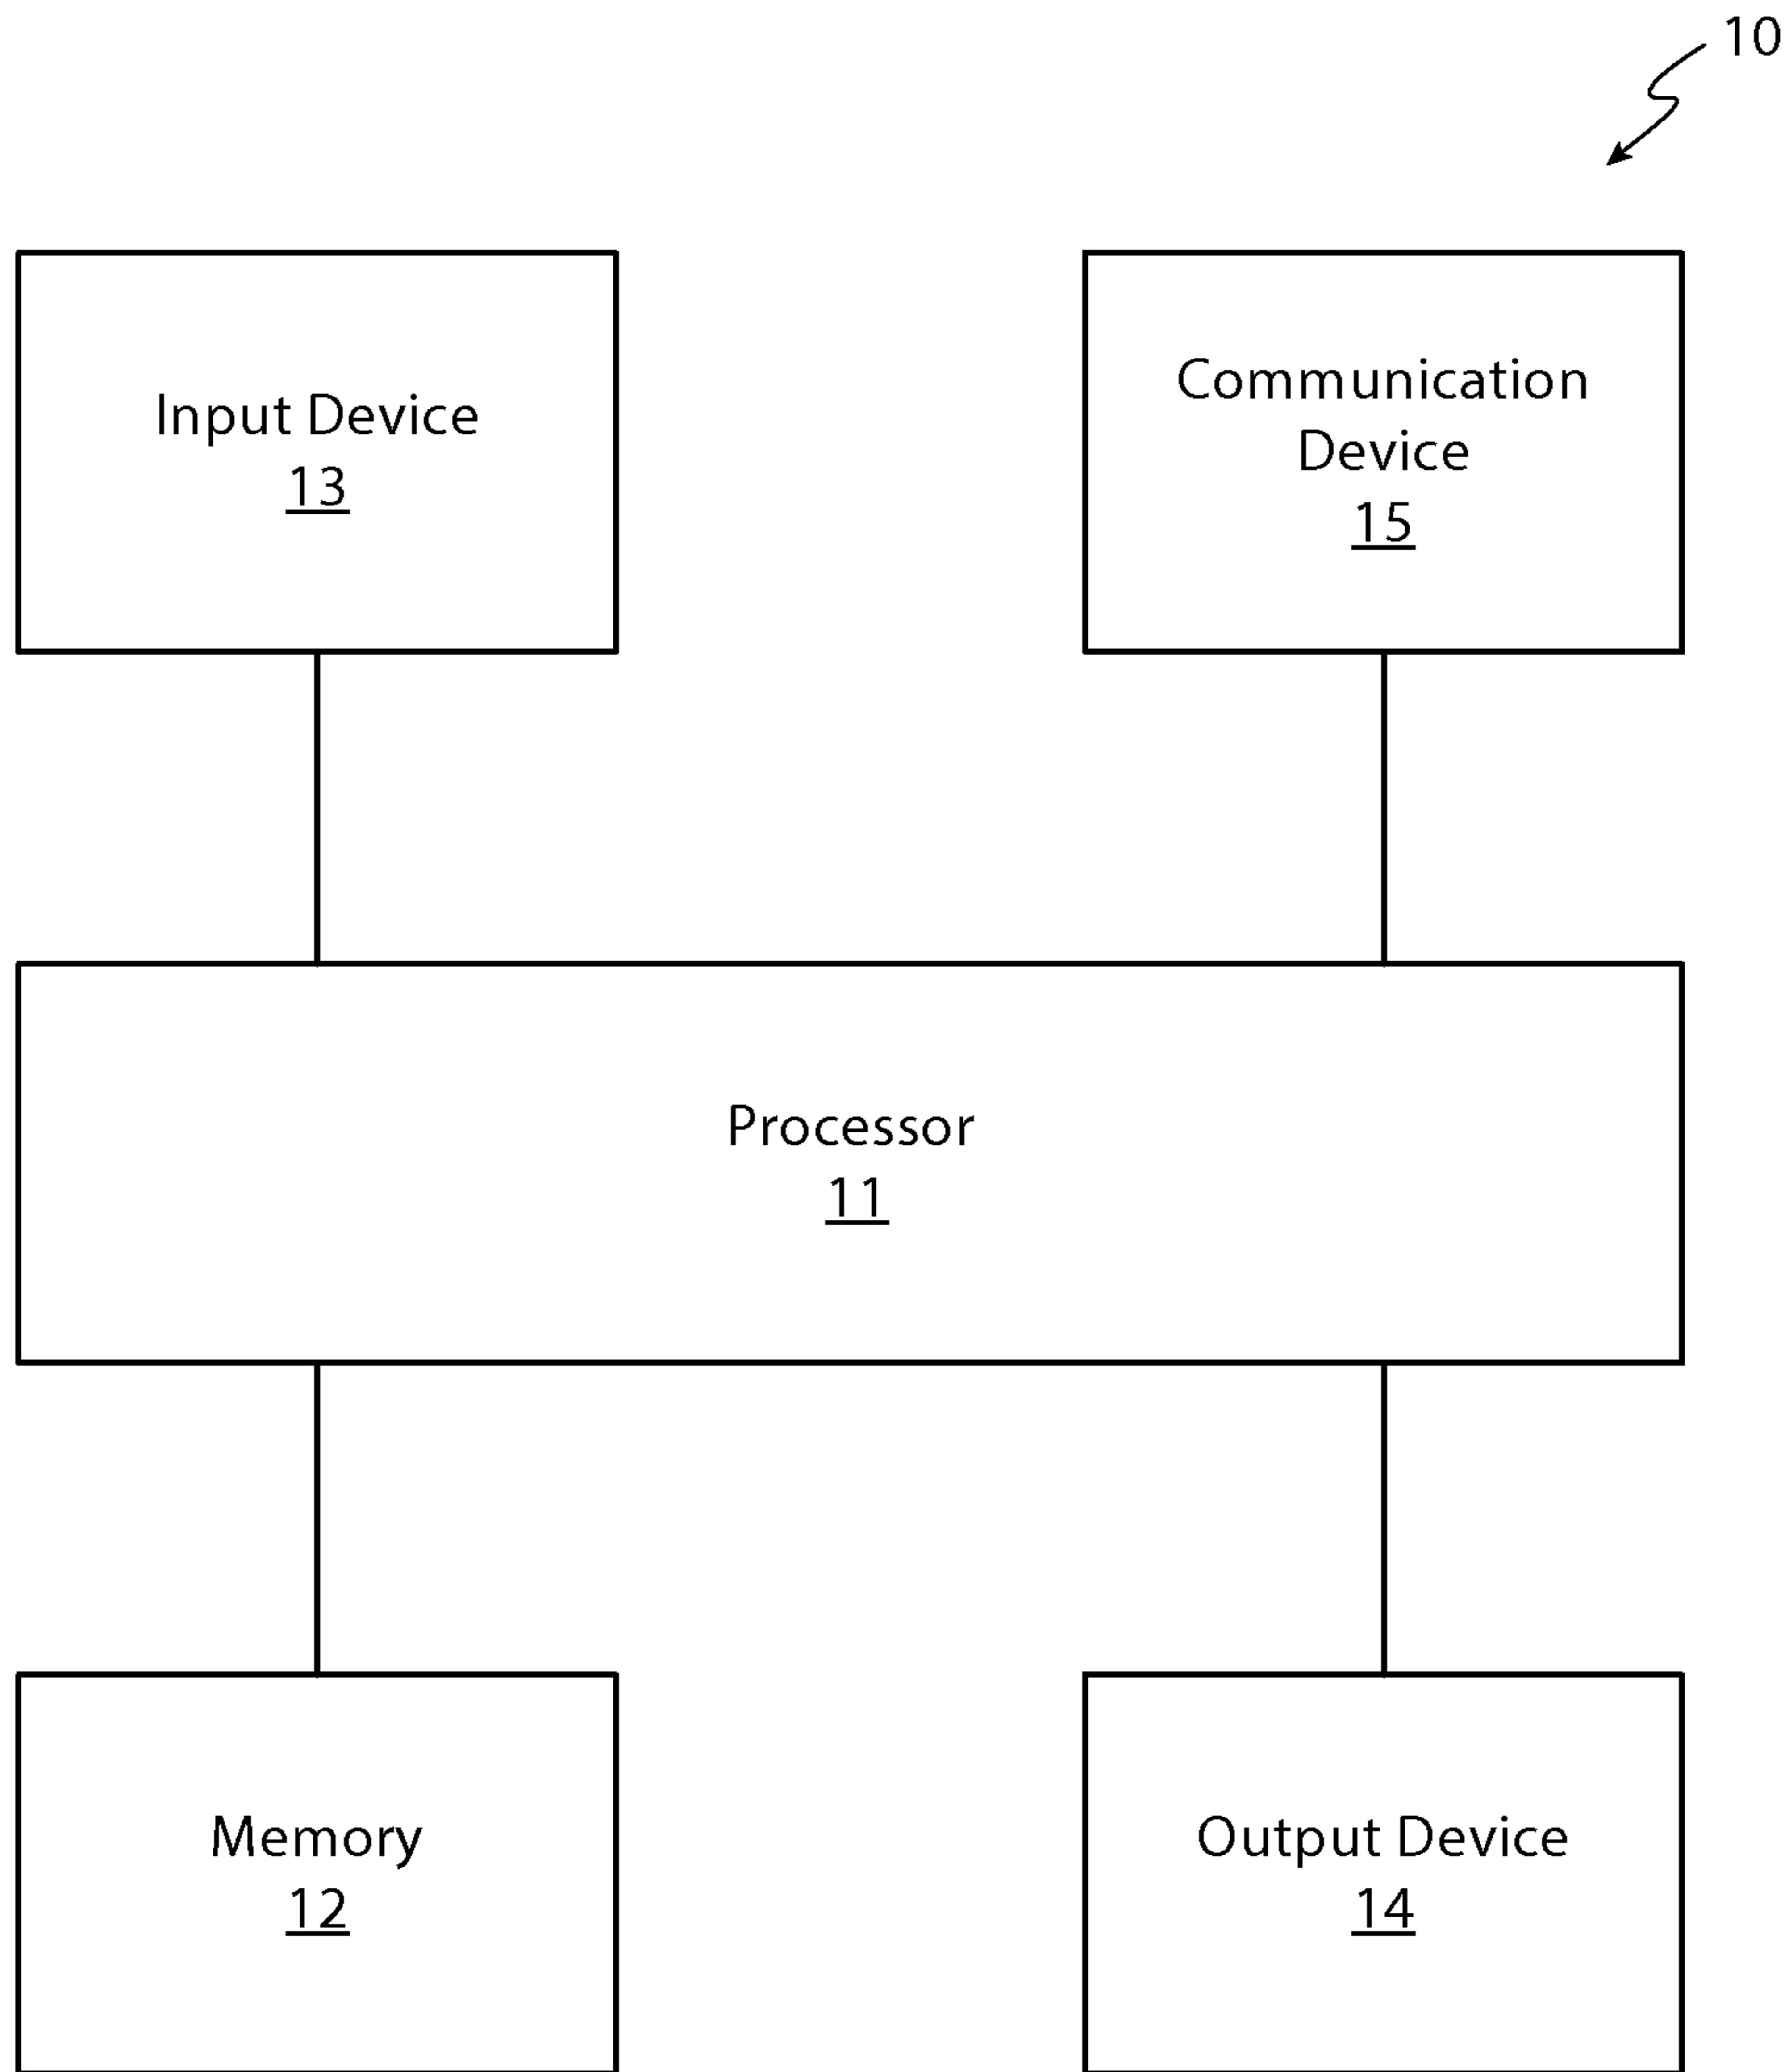 10
Input Device
13
Communication
Device
15
Processor
11
Memory
12
Output Device
14